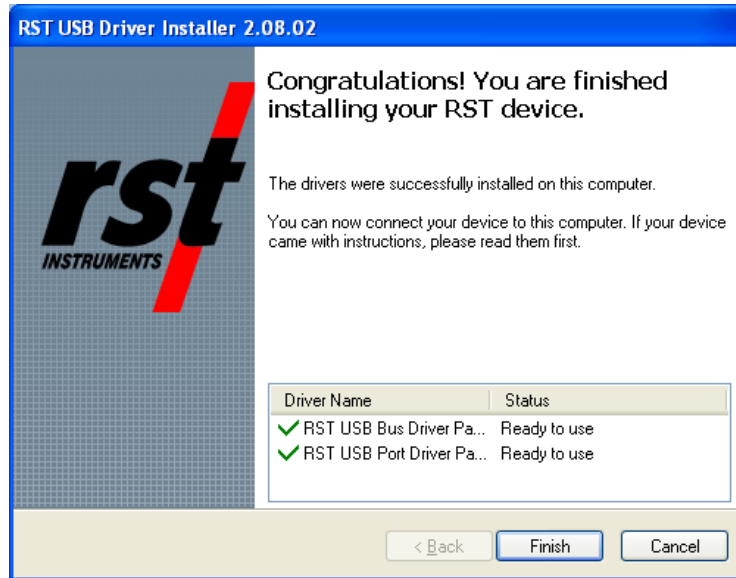 RST USB Driver Installer 2.08.02
Congratulations! You are finished
installing your RST device.
rst
INSTRUMENTS
The drivers were successfully installed on this computer.
You can now connect your device to this computer. If your device
came with instructions, please read them first.
Driver Name Status
RST USB Bus Driver Pa... Ready to use
RST USB Port Driver Pa... Ready to use
< Back Finish Cancel